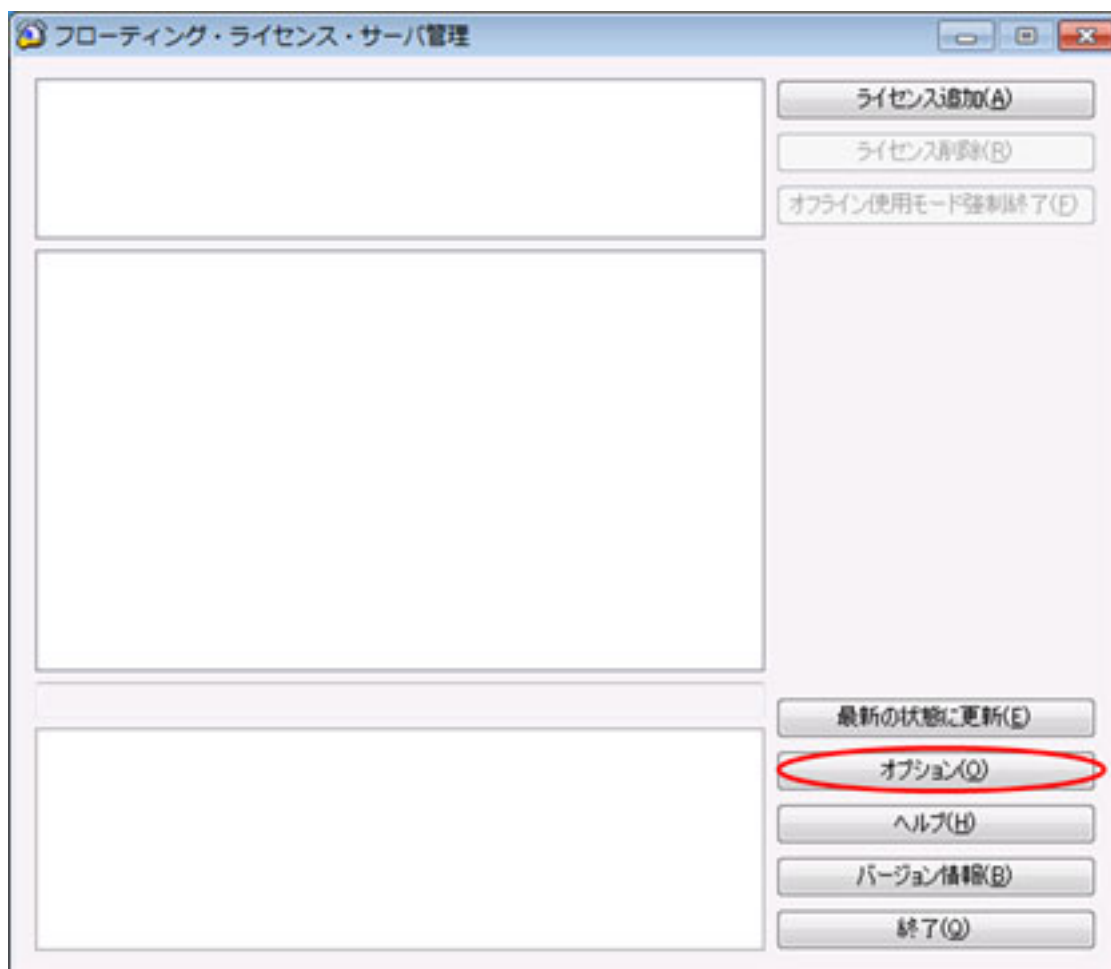 フローティング・ライセンス・サーバ管理
ライセンス追加(A)
ライセンス削除(R)
オフライン使用モード強制終了(F)
最新の状態に更新(E)
オプション(O)
ヘルプ(H)
バージョン情報(B)
終了(Q)